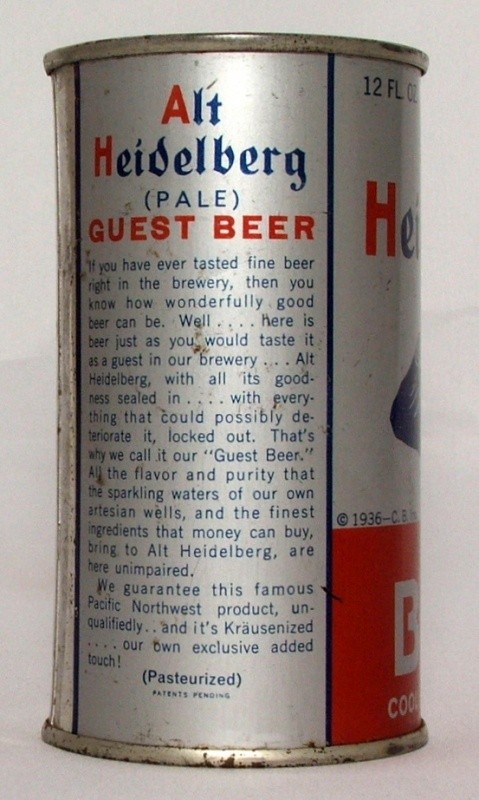 Alt
Heidelberg
(PALE)
GUEST BEER
If you have ever tasted fine beer
right in the brewery, then you
know how wonderfully good
beer can be. Well . . . . here is
beer just as you would taste it
as a guest in our brewery . . . Alt
Heidelberg, with all its good-
ness sealed in . . . . with every-
thing that could possibly de-
teriorate it, locked out. That's
why we call it our "Guest Beer."
All the flavor and purity that
the sparkling waters of our own
artesian wells, and the finest
ingredients that money can buy,
bring to Alt Heidelberg, are
here unimpaired.
We guarantee this famous
Pacific Northwest product, un-
qualifiedly . . and it's Kräusenized
. . . . our own exclusive added
touch!
(Pasteurized)
PATENTS PENDING
12 FL. OZ
Hei
© 1936—C. B. Inc.
B
COO